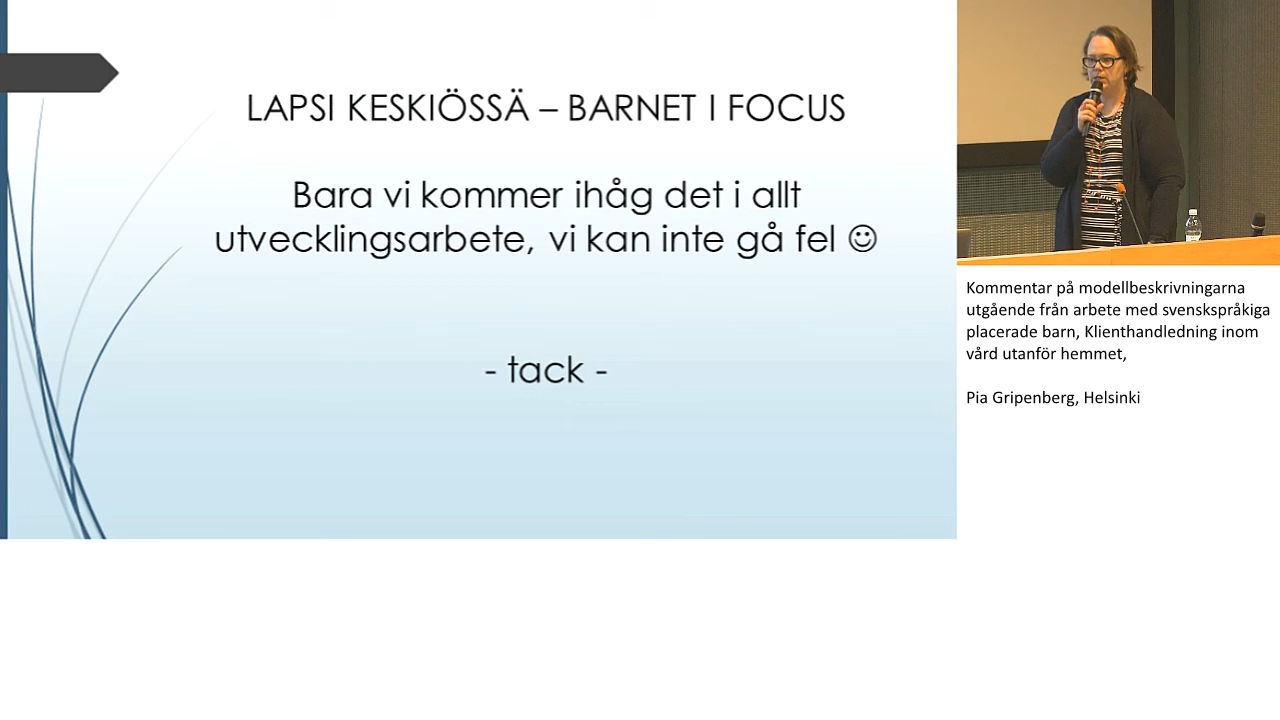 LAPSI KESKIÖSSÄ – BARNET I FOCUS
Bara vi kommer ihåg det i allt
utvecklingsarbete, vi kan inte gå fel ☺
- tack -
Kommentar på modellbeskrivningarna
utgående från arbete med svenskspråkiga
placerade barn, Klienthandledning inom
vård utanför hemmet,
Pia Gripenberg, Helsinki